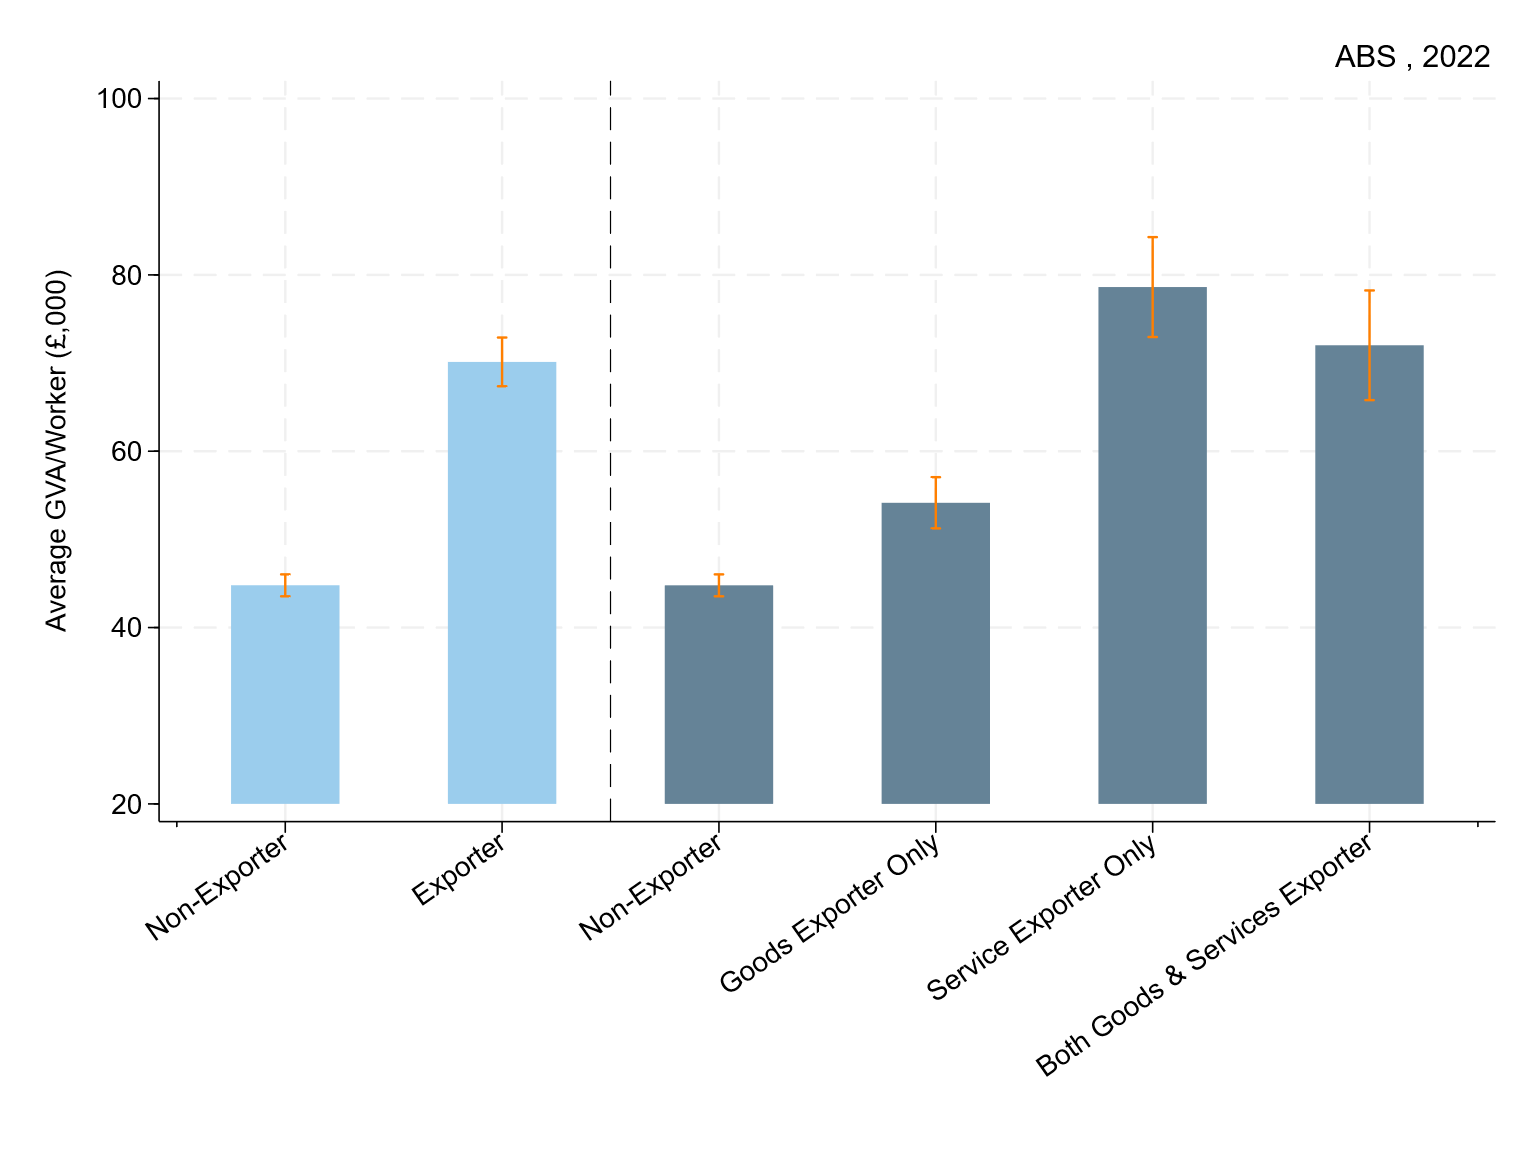 ABS , 2022
Average GVA/Worker (£,000)
100
80
60
40
20
Non-Exporter
Exporter
Non-Exporter
Goods Exporter Only
Service Exporter Only
Both Goods & Services Exporter